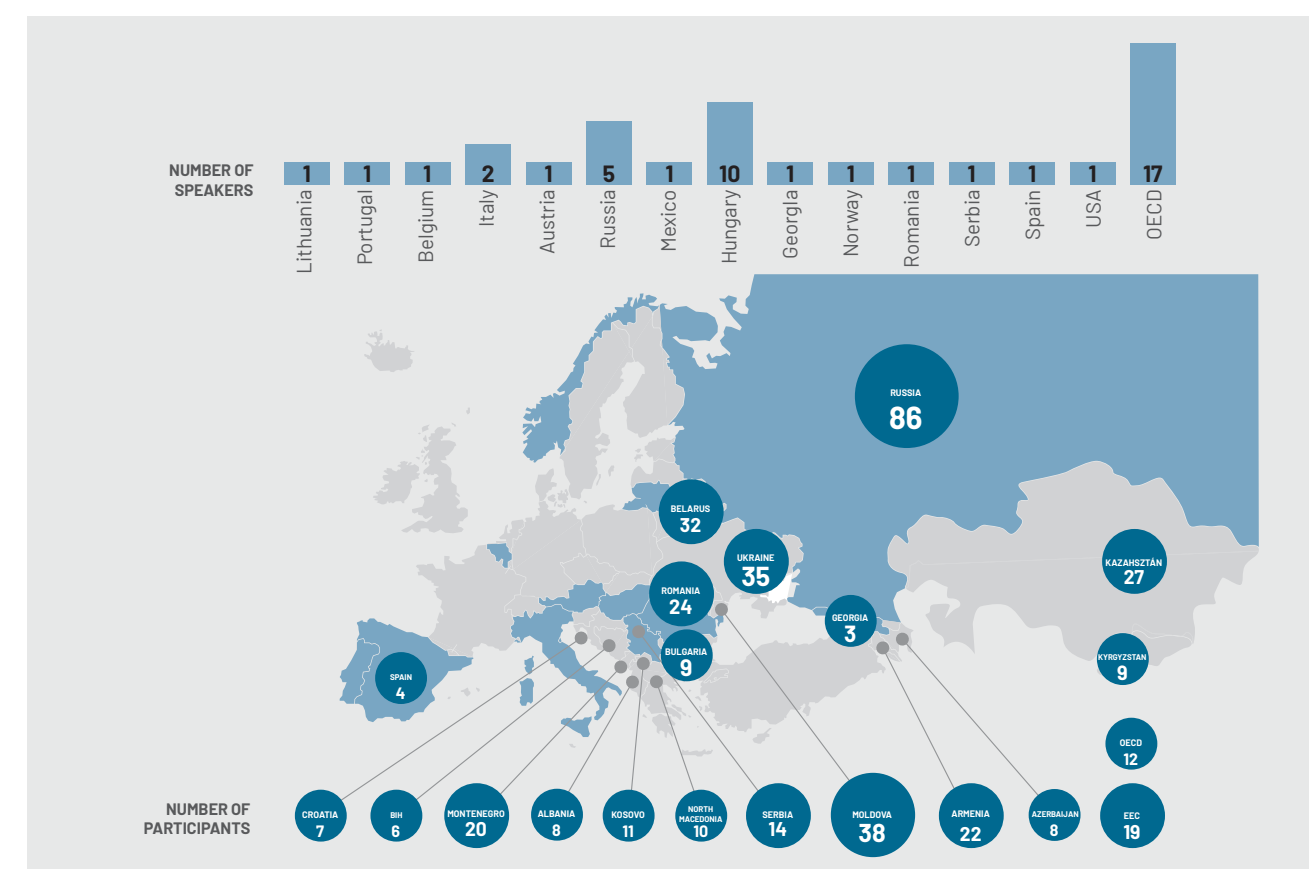 NUMBER OF
SPEAKERS
1
1
1
2
1
5
1
10
1
1
1
1
1
1
17
Lithuania
Portugal
Belgium
Italy
Austria
Russia
Mexico
Hungary
Georgla
Norway
Romania
Serbia
Spain
USA
OECD
RUSSIA
86
BELARUS
32
UKRAINE
35
KAZAHSZTÁN
27
ROMANIA
24
GEORGIA
3
BULGARIA
9
KYRGYZSTAN
9
SPAIN
4
OECD
12
NUMBER OF
PARTICIPANTS
CROATIA
7
BIH
6
MONTENEGRO
20
ALBANIA
8
KOSOVO
11
NORTH
MACEDONIA
10
SERBIA
14
MOLDOVA
38
ARMENIA
22
AZERBAIJAN
8
EEC
19